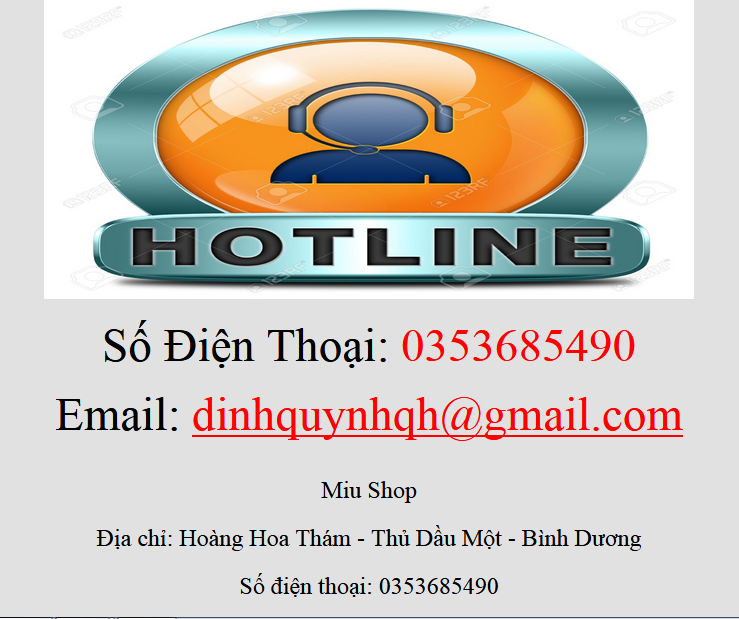 HOTLINE
Số Điện Thoại: 0353685490
Email: dinhquynhqh@gmail.com
Miu Shop
Địa chỉ: Hoàng Hoa Thám - Thủ Dầu Một - Bình Dương
Số điện thoại: 0353685490